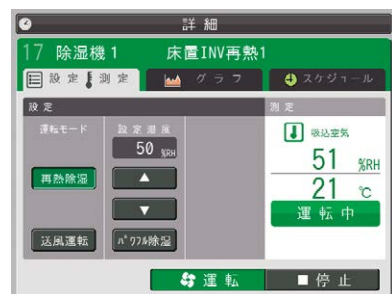 詳細
17 除湿機1 床置INV再熱1
設定 測定 グラフ スケジュール
設定 測定
運転モード 設定湿度 吸込空気
50 %RH
51 %RH
再熱除湿 ▲
21 ℃
▼ 運転中
送風運転 ﾊﾟﾜﾌﾙ除湿
運転 ■停止